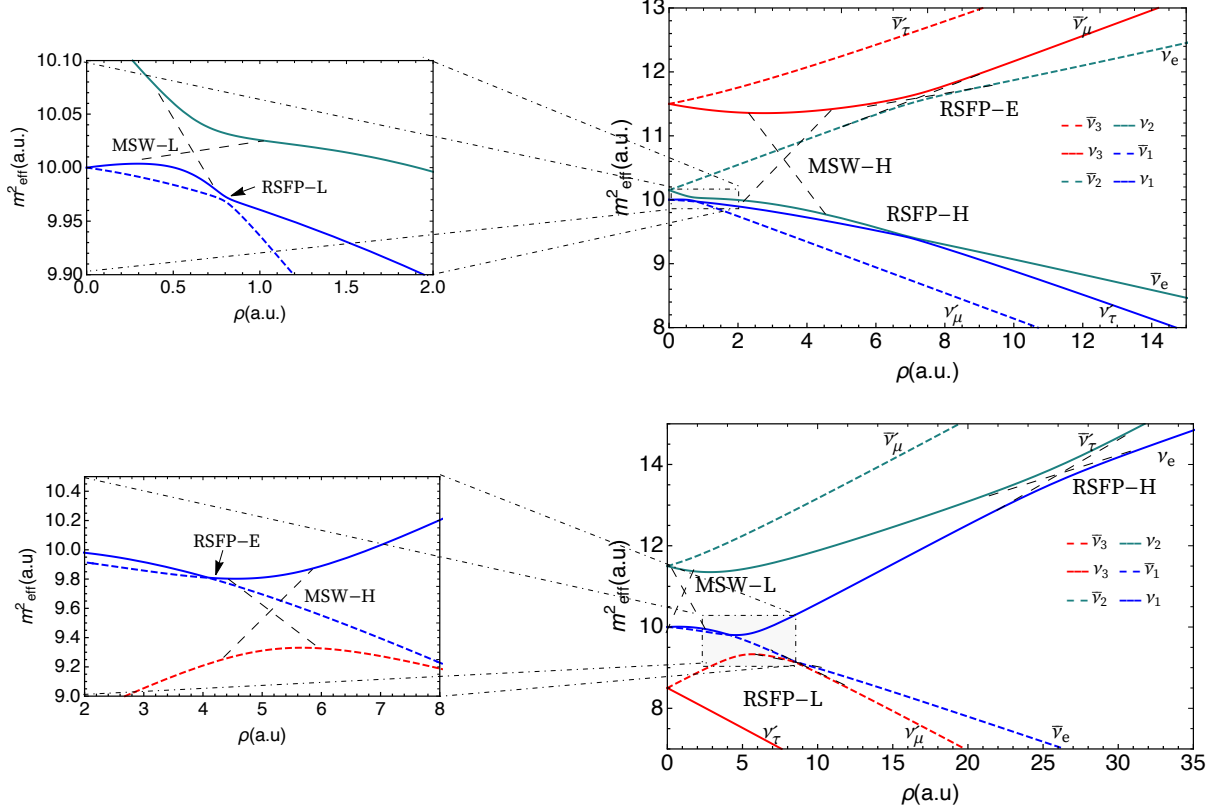 10.10
10.05
10.00
9.95
9.90
0.0 0.5 1.0 1.5 2.0
m²eff(a.u.)
ρ(a.u.)
MSW−L
RSFP−L
13
12
11
10
9
8
0 2 4 6 8 10 12 14
m²eff(a.u.)
ρ(a.u.)
ν̄′τ
ν̄′μ
νe
RSFP−E
MSW−H
RSFP−H
ν̄e
ν′μ
ν′τ
ν̄3 ν2
ν3 ν̄1
ν̄2 ν1
10.4
10.2
10.0
9.8
9.6
9.4
9.2
9.0
2 3 4 5 6 7 8
m²eff(a.u)
ρ(a.u)
RSFP−E
MSW−H
14
12
10
8
0 5 10 15 20 25 30 35
m²eff(a.u)
ρ(a.u)
ν̄′μ
ν̄′τ
νe
RSFP−H
MSW−L
RSFP−L
ν′τ
ν′μ
ν̄e
ν̄3 ν2
ν3 ν̄1
ν̄2 ν1